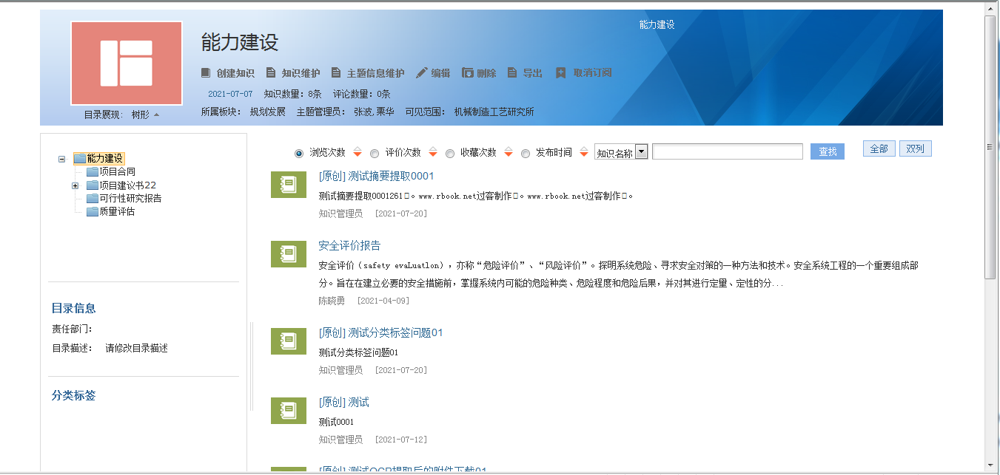 能力建设
能力建设
创建知识 知识维护 主题信息维护 编辑 删除 导出 取消订阅
2021-07-07 知识数量：8条 评论数量：0条
目录展现： 树形
所属板块： 规划发展 主题管理员： 张波,栗华 可见范围： 机械制造工艺研究所
能力建设
项目合同
项目建议书22
可行性研究报告
质量评估
目录信息
责任部门：
目录描述： 请修改目录描述
分类标签
浏览次数 评价次数 收藏次数 发布时间 知识名称 查找 全部 双列
[原创] 测试摘要提取0001
测试摘要提取0001261。www.rbook.net过客制作。www.rbook.net过客制作。
知识管理员 [2021-07-20]
安全评价报告
安全评价（safety evaLuatlon），亦称“危险评价”、“风险评价”。探明系统危险、寻求安全对策的一种方法和技术。安全系统工程的一个重要组成部
分。旨在在建立必要的安全措施前，掌握系统内可能的危险种类、危险程度和危险后果，并对其进行定量、定性的分...
陈晓勇 [2021-04-09]
[原创] 测试分类标签问题01
测试分类标签问题01
知识管理员 [2021-07-20]
[原创] 测试
测试0001
知识管理员 [2021-07-12]
[原创] 测试OCR提取后的附件下载01